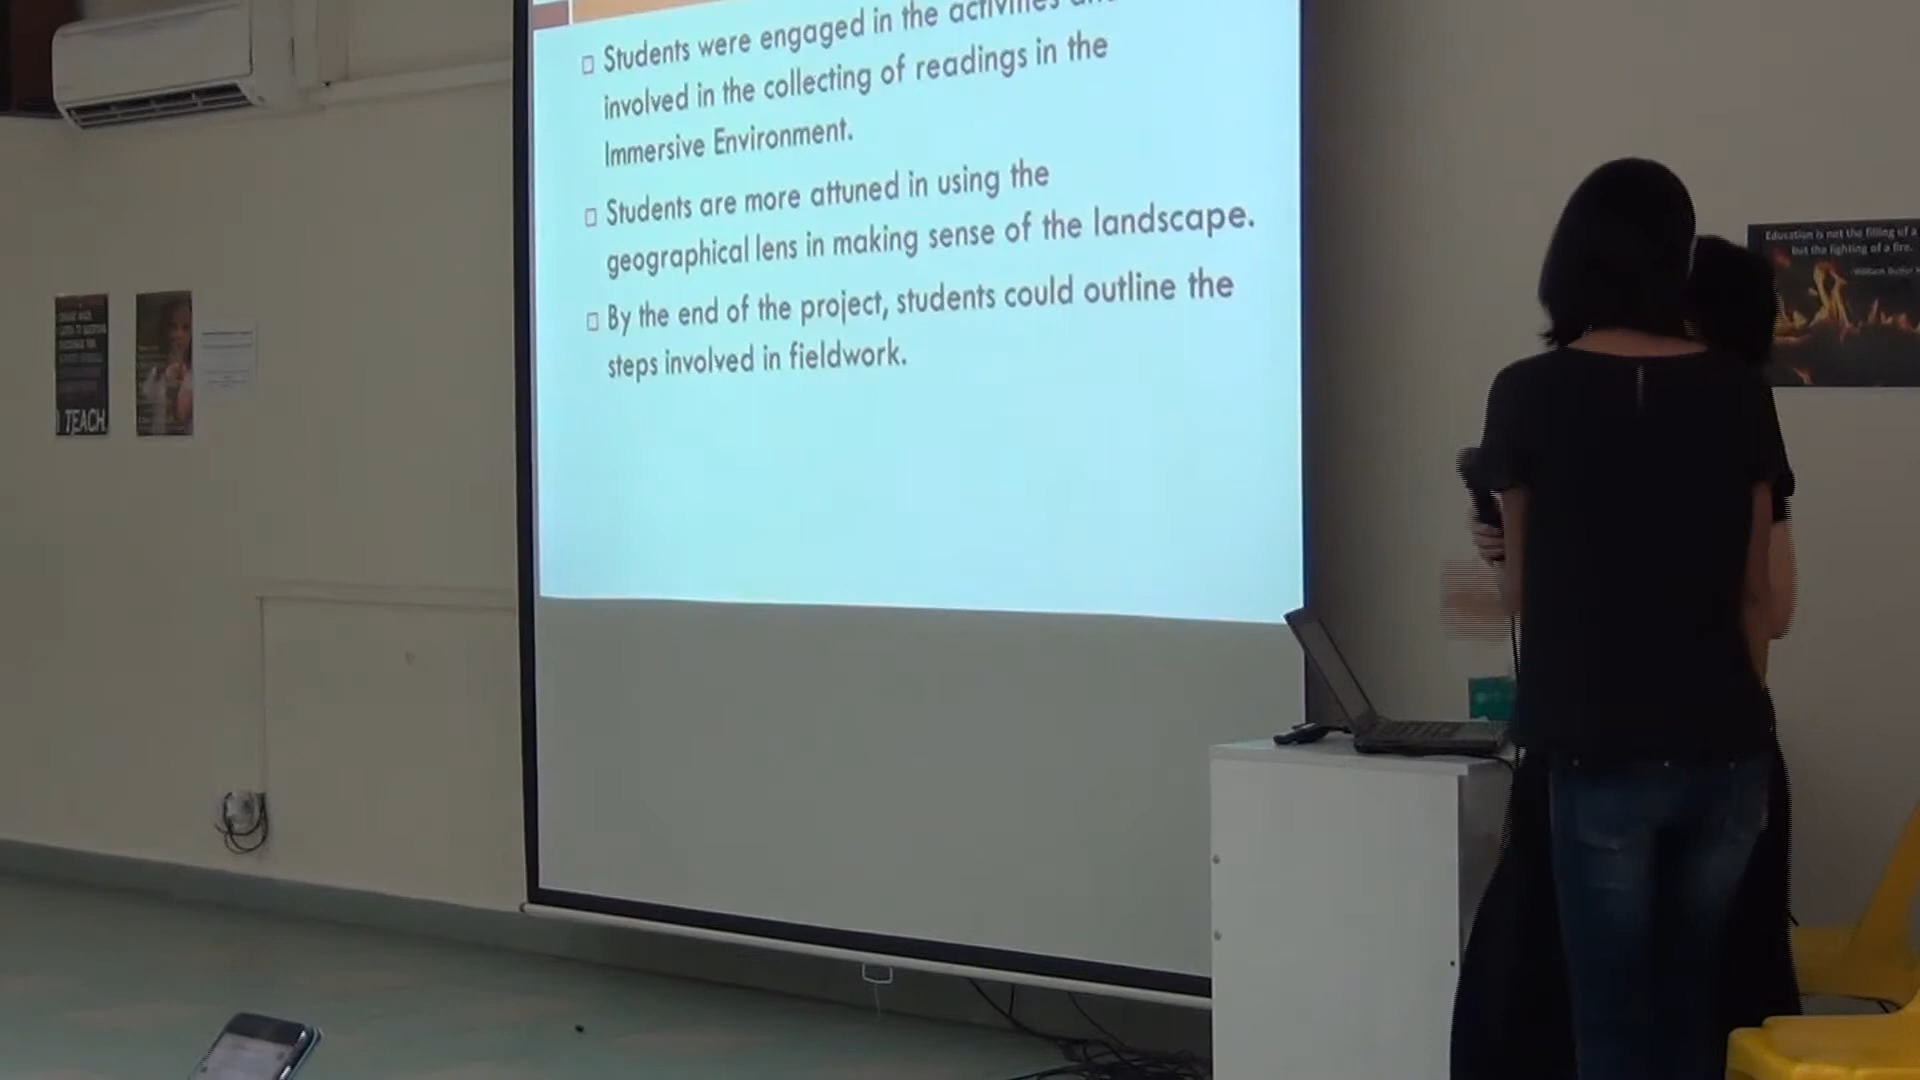 Students were engaged in the activities
involved in the collecting of readings in the
Immersive Environment.
Students are more attuned in using the
geographical lens in making sense of the landscape.
By the end of the project, students could outline the
steps involved in fieldwork.
I TEACH
Education is not the filling of a
but the lighting of a fire.
William